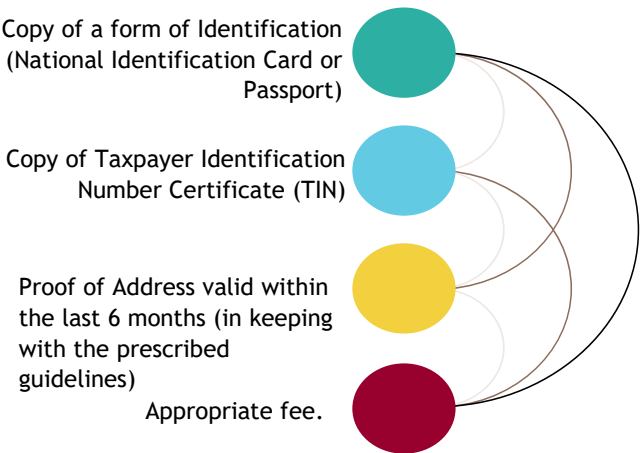 Copy of a form of Identification
(National Identification Card or
Passport)
Copy of Taxpayer Identification
Number Certificate (TIN)
Proof of Address valid within
the last 6 months (in keeping
with the prescribed
guidelines)
Appropriate fee.